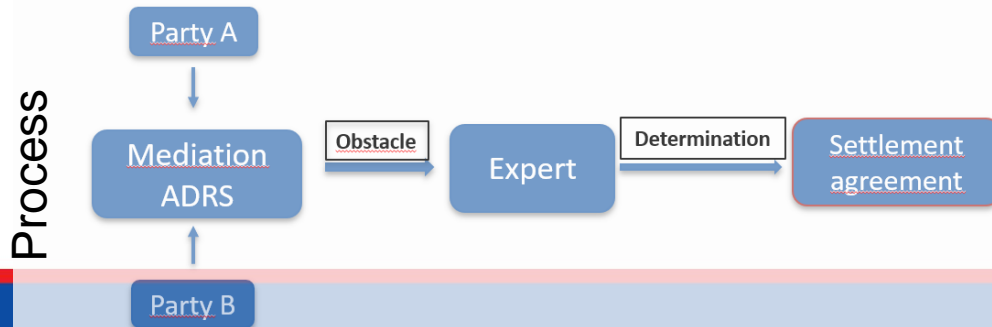 Process
Party A
Mediation
ADRS
Obstacle
Expert
Determination
Settlement
agreement
Party B